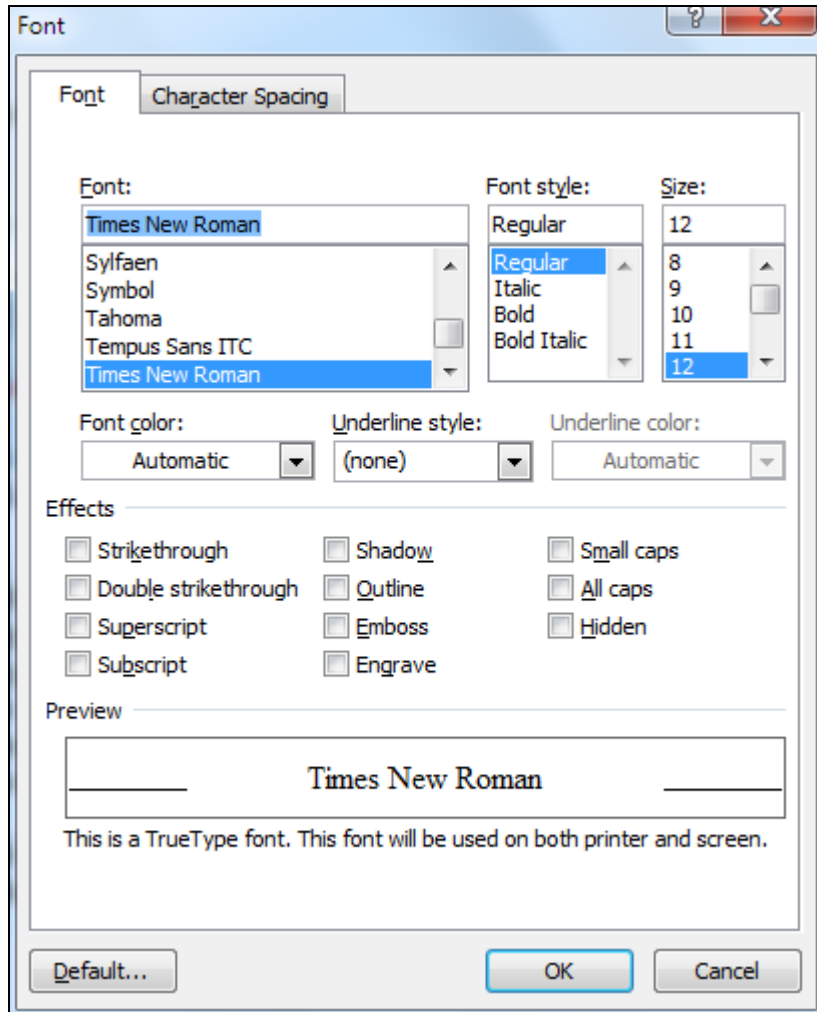 Font
Font Character Spacing
Font: Font style: Size:
Times New Roman Regular 12
Sylfaen Regular 8
Symbol Italic 9
Tahoma Bold 10
Tempus Sans ITC Bold Italic 11
Times New Roman 12
Font color: Underline style: Underline color:
Automatic (none) Automatic
Effects
Strikethrough Shadow Small caps
Double strikethrough Outline All caps
Superscript Emboss Hidden
Subscript Engrave
Preview
Times New Roman
This is a TrueType font. This font will be used on both printer and screen.
Default... OK Cancel